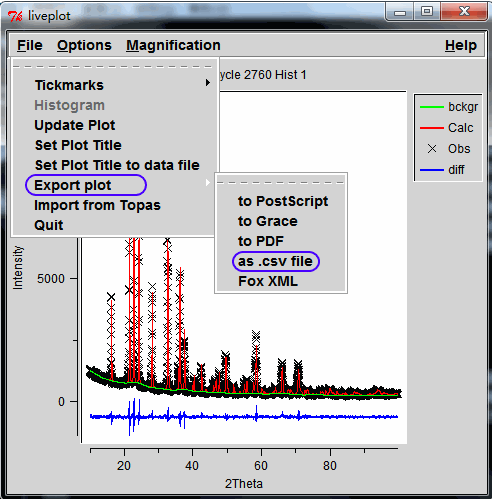 liveplot
File Options Magnification Help
ycle 2760 Hist 1
Tickmarks
Histogram
Update Plot
Set Plot Title
Set Plot Title to data file
Export plot
Import from Topas
Quit
to PostScript
to Grace
to PDF
as .csv file
Fox XML
bckgr
Calc
Obs
diff
Intensity
5000
0
20 40 60 80
2Theta